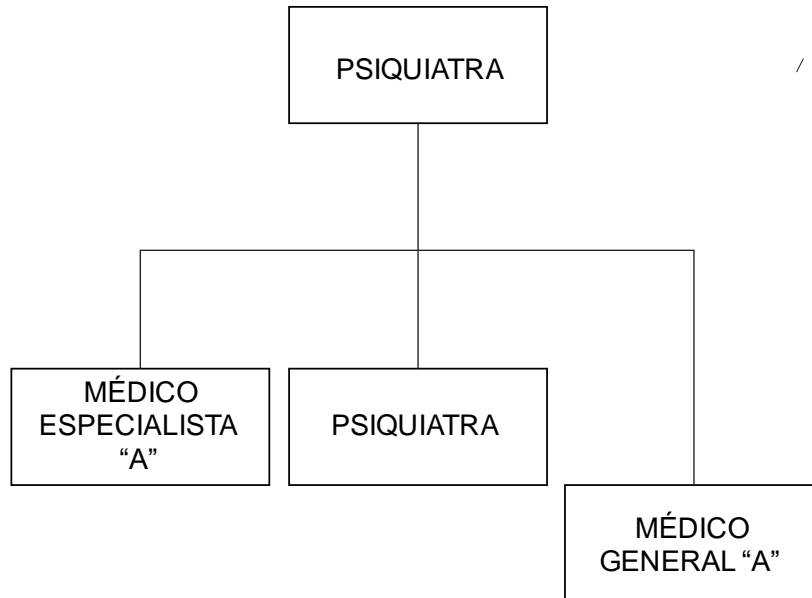 PSIQUIATRA
/
MÉDICO
ESPECIALISTA
“A”
PSIQUIATRA
MÉDICO
GENERAL “A”